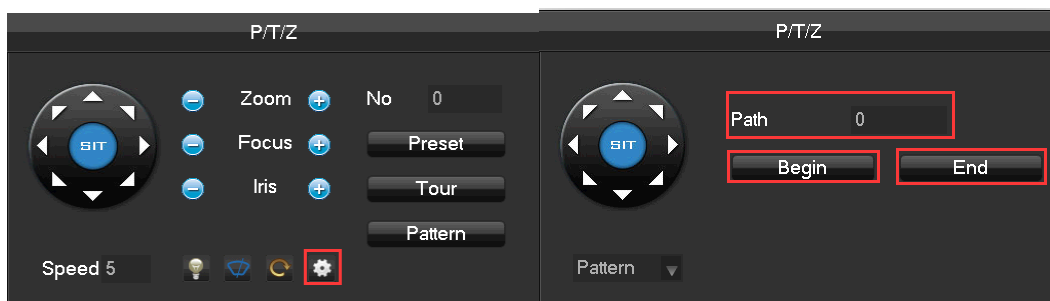 P/T/Z
Zoom
No 0
SIT
Focus
Preset
Iris
Tour
Pattern
Speed 5
P/T/Z
Path 0
SIT
Begin
End
Pattern